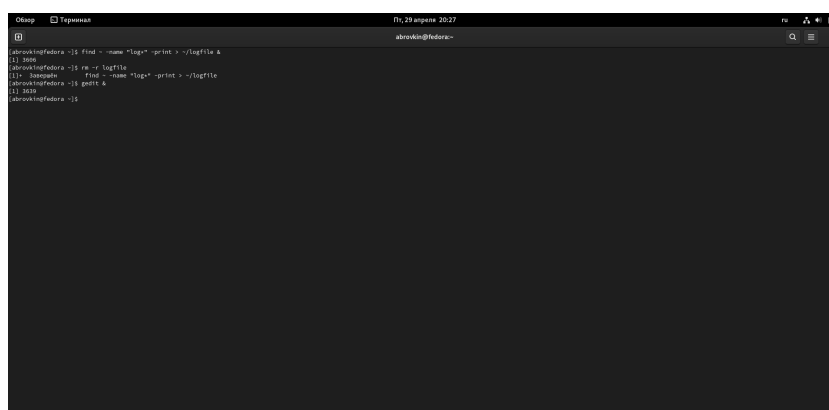 Обзор Терминал Пт, 29 апреля 20:27 ru
abrovkin@fedora:~
[abrovkin@fedora ~]$ find ~ -name "log*" -print > ~/logfile &
[1] 3606
[abrovkin@fedora ~]$ rm -r logfile
[1]+ Завершён find ~ -name "log*" -print > ~/logfile
[abrovkin@fedora ~]$ gedit &
[1] 3639
[abrovkin@fedora ~]$